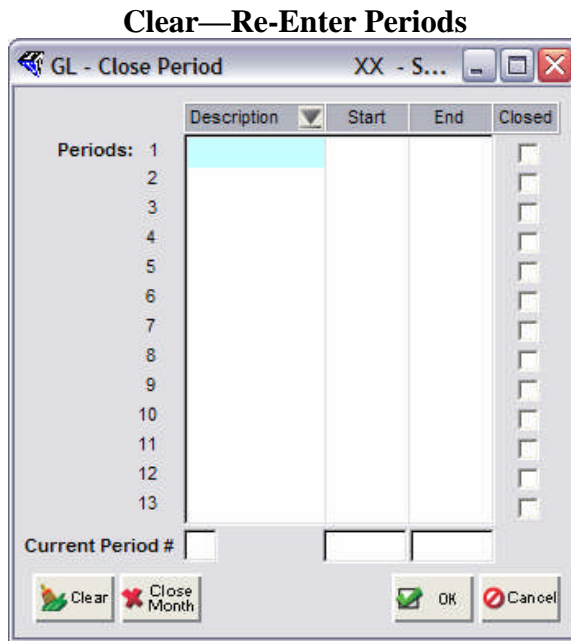 Clear—Re-Enter Periods
GL - Close Period XX - S...
Description Start End Closed
Periods: 1
2
3
4
5
6
7
8
9
10
11
12
13
Current Period #
Clear Close Month OK Cancel